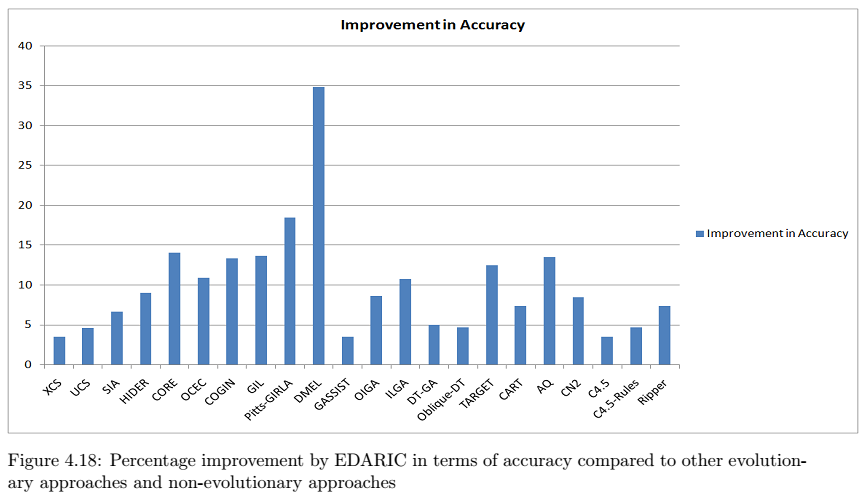 Improvement in Accuracy
40
35
30
25
20
15
10
5
0
XCS
UCS
SIA
HIDER
CORE
OCEC
COGIN
GIL
Pitts-GIRLA
DMEL
GASSIST
OIGA
ILGA
DT-GA
Oblique-DT
TARGET
CART
AQ
CN2
C4.5
C4.5-Rules
Ripper
Improvement in Accuracy
Figure 4.18: Percentage improvement by EDARIC in terms of accuracy compared to other evolution-
ary approaches and non-evolutionary approaches